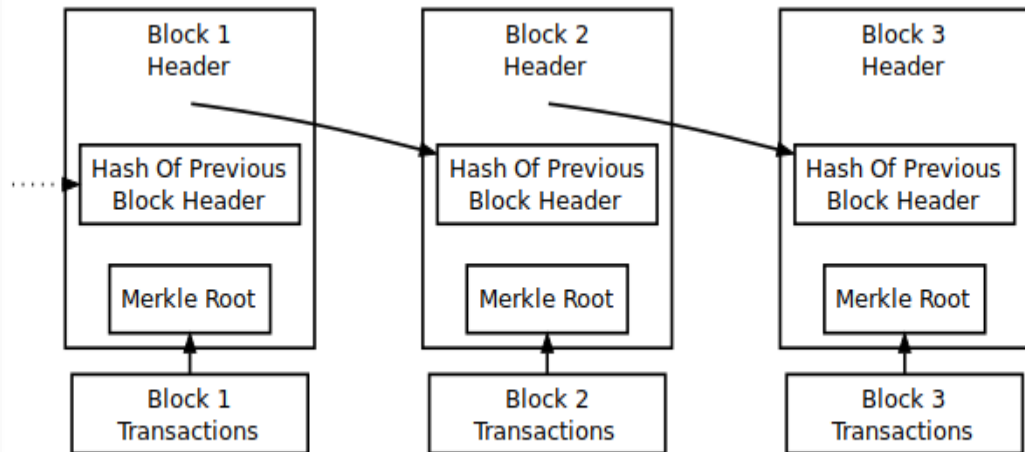 Block 1
Header
Hash Of Previous
Block Header
Merkle Root
Block 1
Transactions
Block 2
Header
Hash Of Previous
Block Header
Merkle Root
Block 2
Transactions
Block 3
Header
Hash Of Previous
Block Header
Merkle Root
Block 3
Transactions